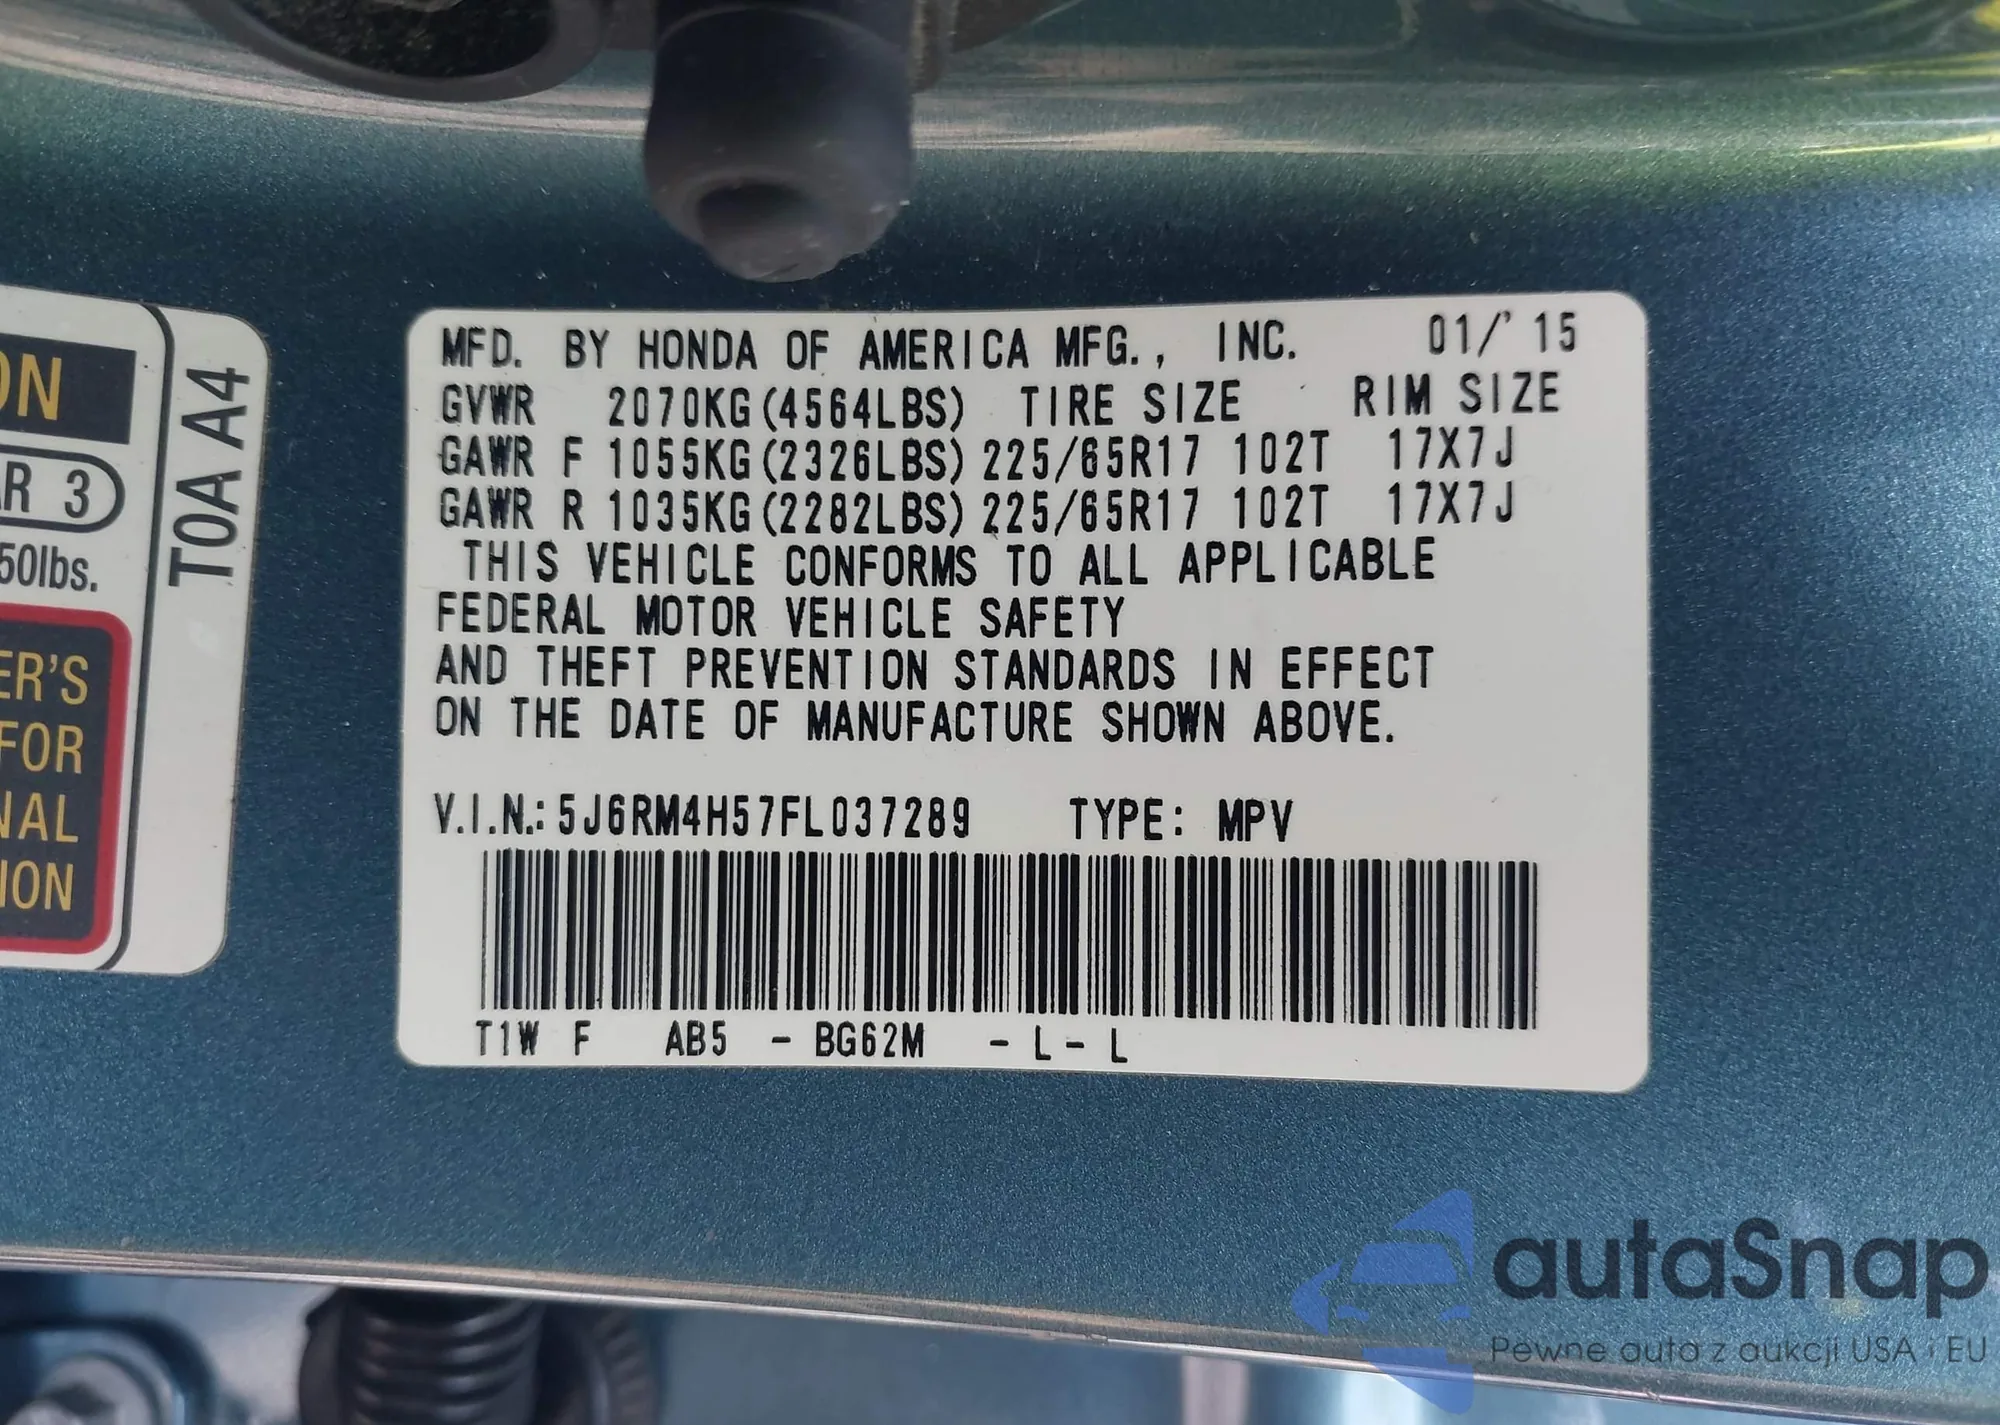 ON
AR 3
50lbs.
ER'S
FOR
NAL
ION
T0A A4
MFD. BY HONDA OF AMERICA MFG., INC. 01/'15
GVWR 2070KG(4564LBS) TIRE SIZE RIM SIZE
GAWR F 1055KG(2326LBS) 225/65R17 102T 17X7J
GAWR R 1035KG(2282LBS) 225/65R17 102T 17X7J
THIS VEHICLE CONFORMS TO ALL APPLICABLE
FEDERAL MOTOR VEHICLE SAFETY
AND THEFT PREVENTION STANDARDS IN EFFECT
ON THE DATE OF MANUFACTURE SHOWN ABOVE.
V.I.N.: 5J6RM4H57FL037289 TYPE: MPV
T1W F AB5 - BG62M - L - L
autaSnap
Pewne auta z aukcji USA i EU